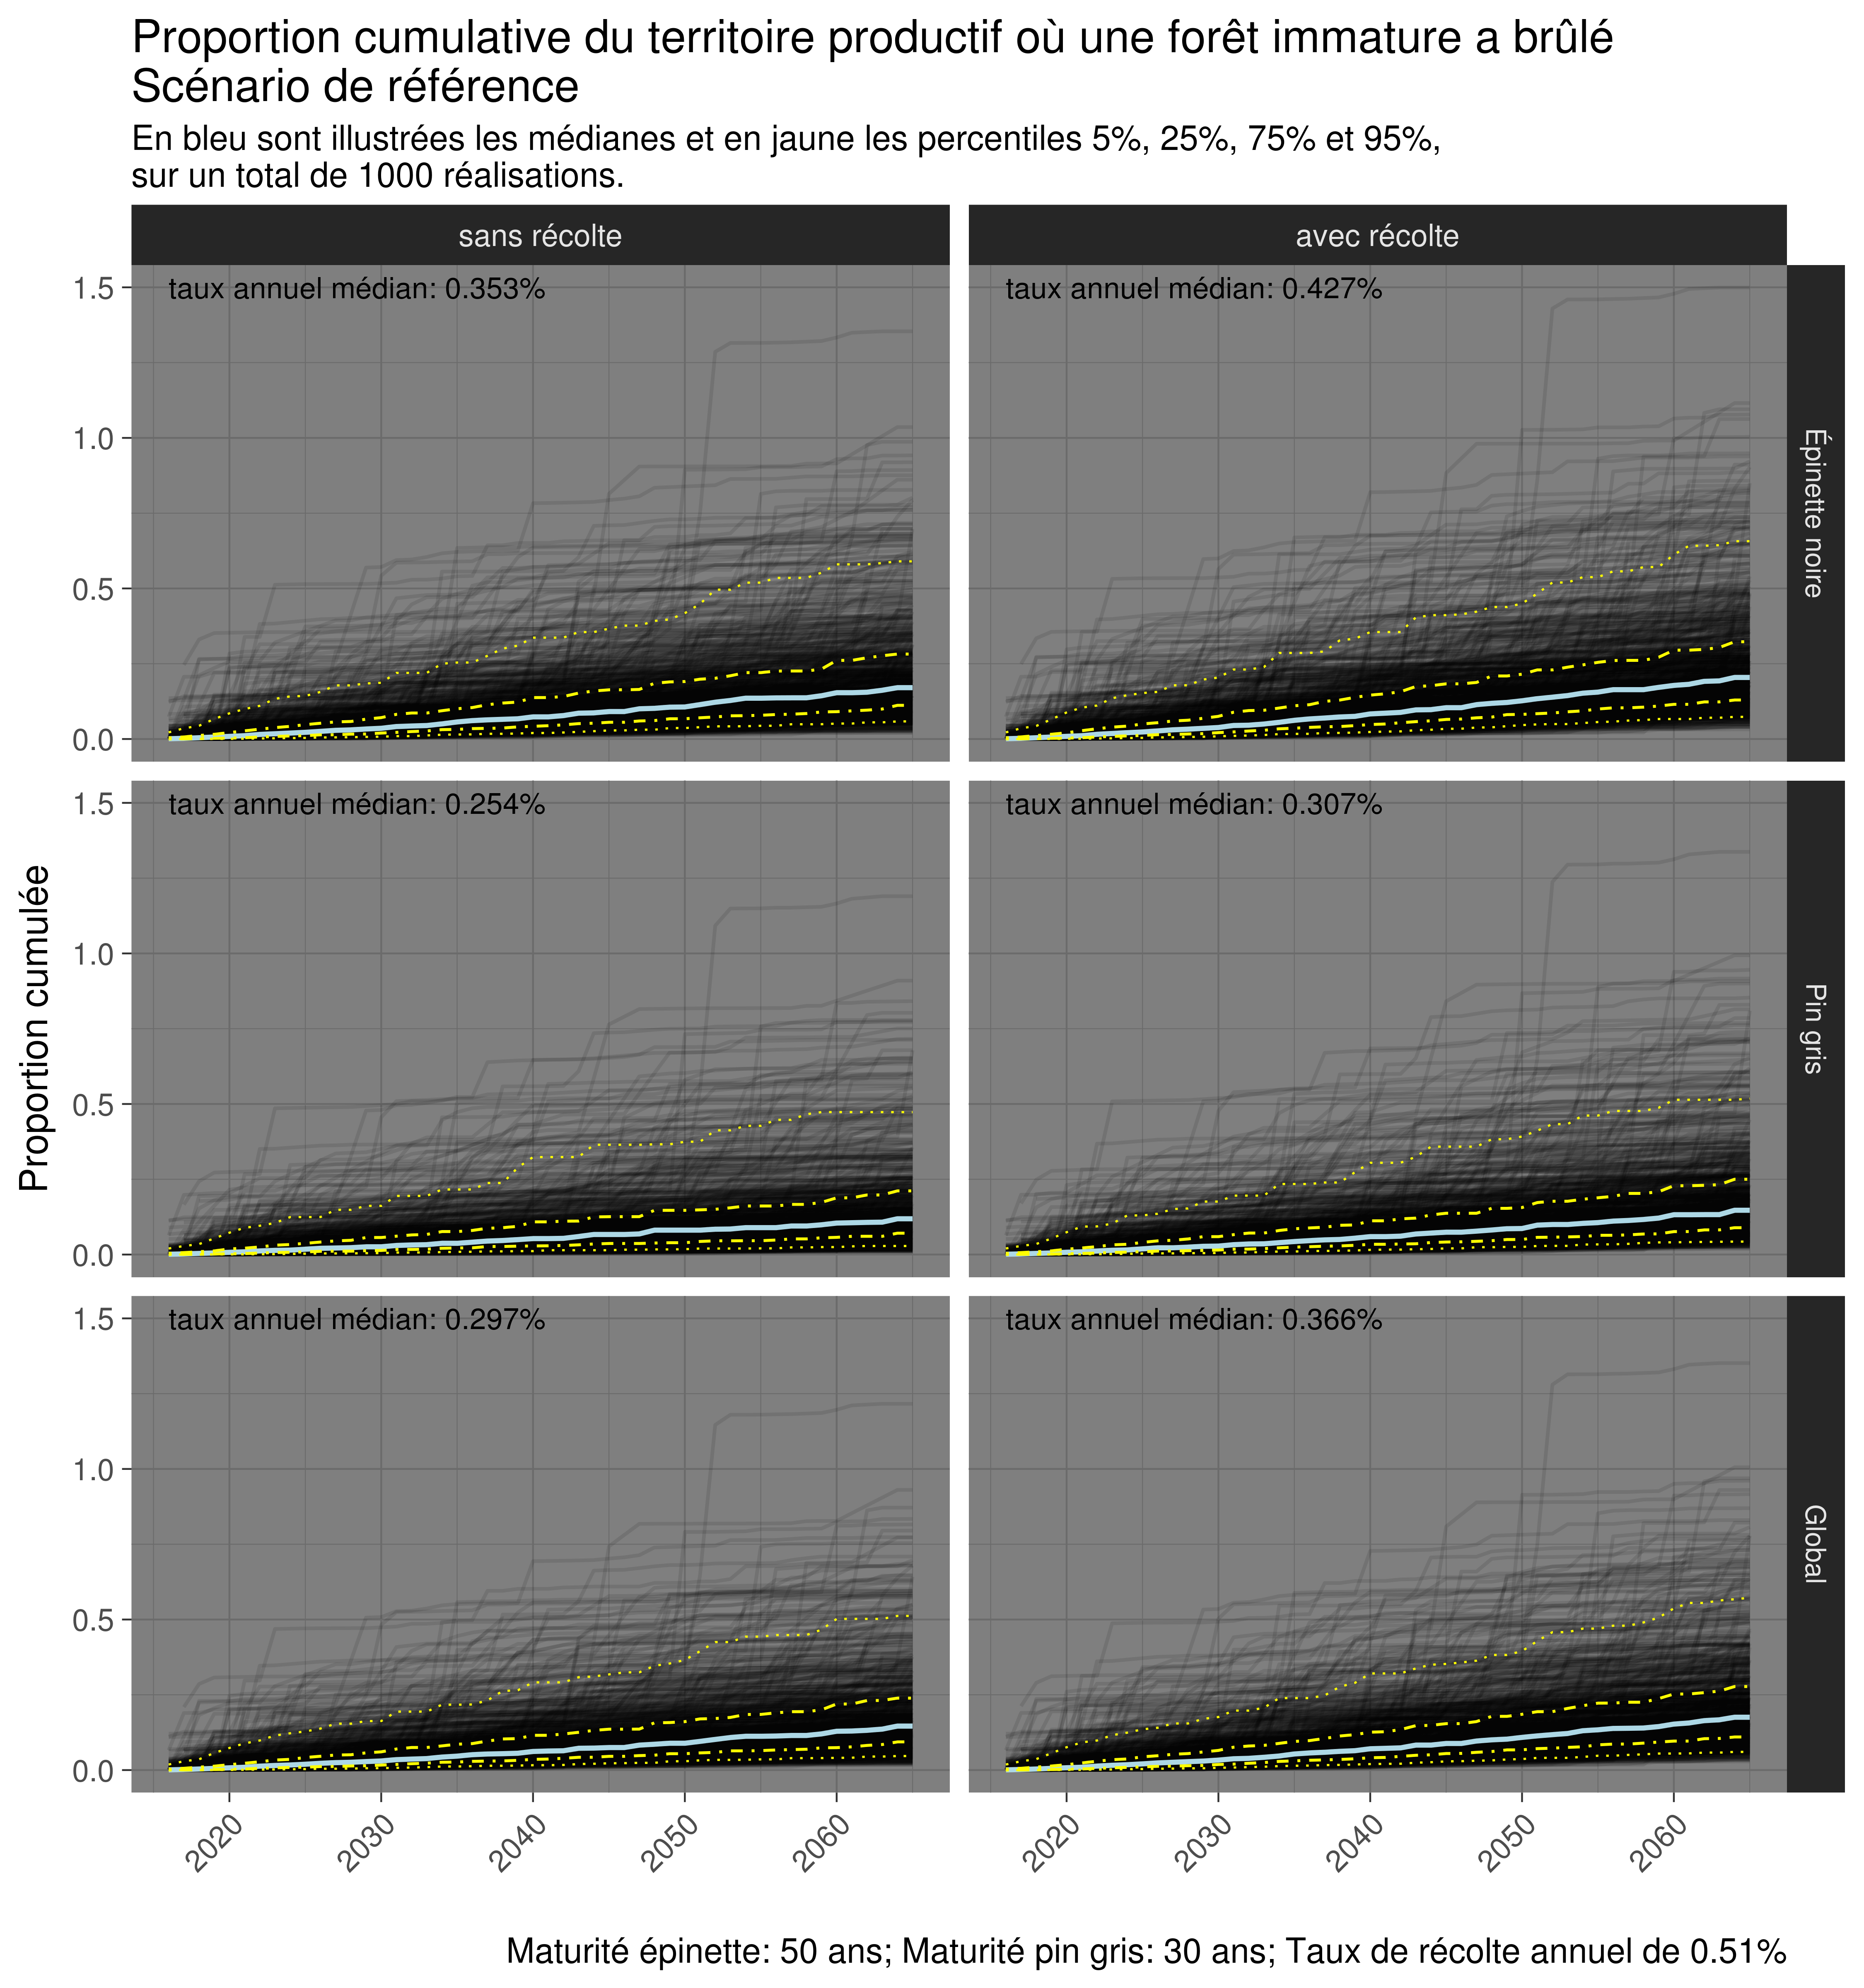 Proportion cumulative du territoire productif où une forêt immature a brûlé
Scénario de référence
En bleu sont illustrées les médianes et en jaune les percentiles 5%, 25%, 75% et 95%,
sur un total de 1000 réalisations.
sans récolte
avec récolte
taux annuel médian: 0.353%
taux annuel médian: 0.427%
1.5
1.0
0.5
0.0
Épinette noire
taux annuel médian: 0.254%
taux annuel médian: 0.307%
1.5
1.0
0.5
0.0
Pin gris
Proportion cumulée
taux annuel médian: 0.297%
taux annuel médian: 0.366%
1.5
1.0
0.5
0.0
Global
2020
2030
2040
2050
2060
2020
2030
2040
2050
2060
Maturité épinette: 50 ans; Maturité pin gris: 30 ans; Taux de récolte annuel de 0.51%